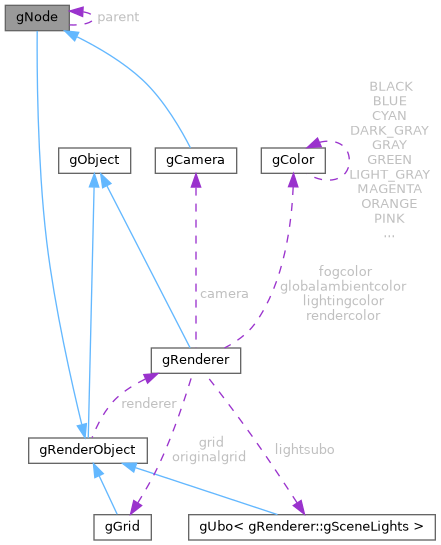 gNode
parent
BLACK
BLUE
CYAN
DARK_GRAY
GRAY
GREEN
LIGHT_GRAY
MAGENTA
ORANGE
PINK
...
gObject
gCamera
gColor
fogcolor
globalambientcolor
lightingcolor
rendercolor
camera
gRenderer
renderer
grid
originalgrid
lightsubo
gRenderObject
gGrid
gUbo< gRenderer::gSceneLights >